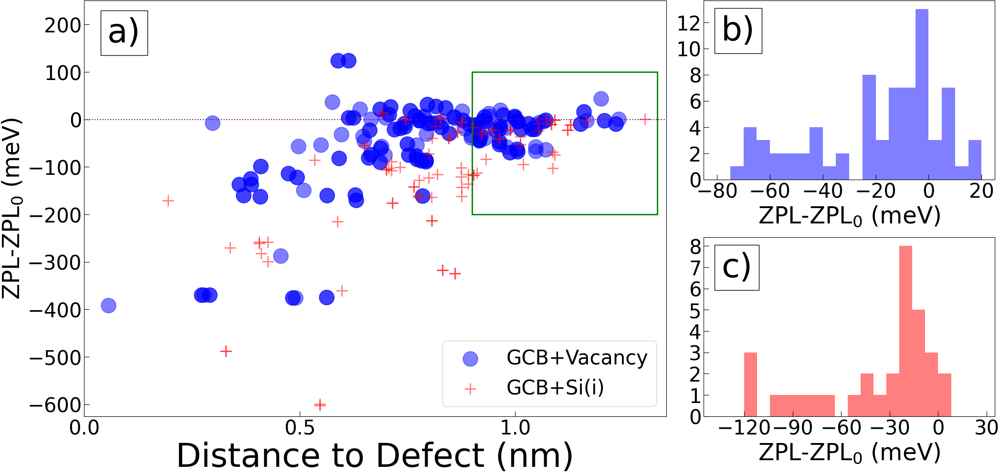 a)
200
100
0
−100
−200
−300
−400
−500
−600
ZPL-ZPL₀ (meV)
0.0 0.5 1.0
Distance to Defect (nm)
GCB+Vacancy
GCB+Si(i)
b)
12
10
8
6
4
2
0
−80 −60 −40 −20 0 20
ZPL-ZPL₀ (meV)
c)
8
7
6
5
4
3
2
1
0
−120 −90 −60 −30 0 30
ZPL-ZPL₀ (meV)